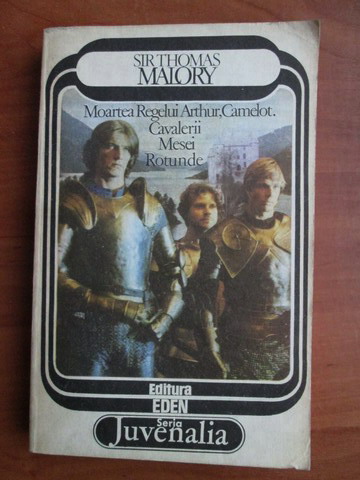 SIR THOMAS
MALORY
Moartea Regelui Arthur, Camelot.
Cavalerii
Mesei
Rotunde
Editura
EDEN
Seria
Juvenalia